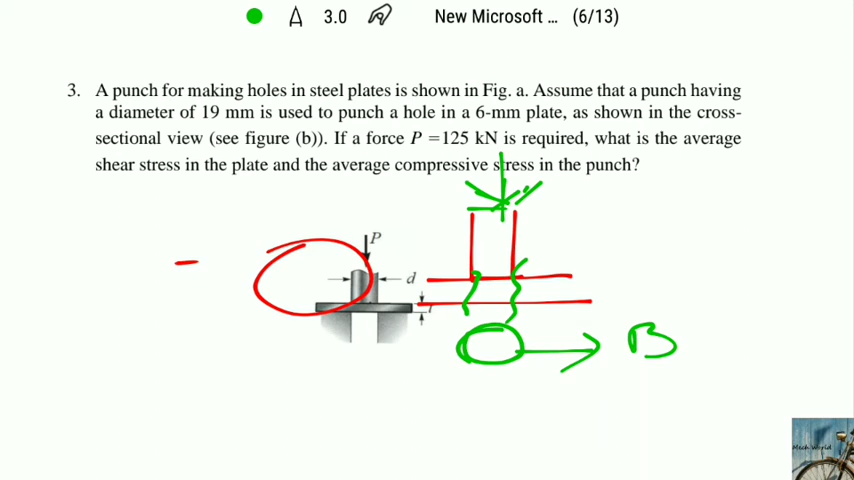 3.0 New Microsoft ... (6/13)
3. A punch for making holes in steel plates is shown in Fig. a. Assume that a punch having
a diameter of 19 mm is used to punch a hole in a 6-mm plate, as shown in the cross-
sectional view (see figure (b)). If a force P =125 kN is required, what is the average
shear stress in the plate and the average compressive stress in the punch?
P
d
t
B
Mech World